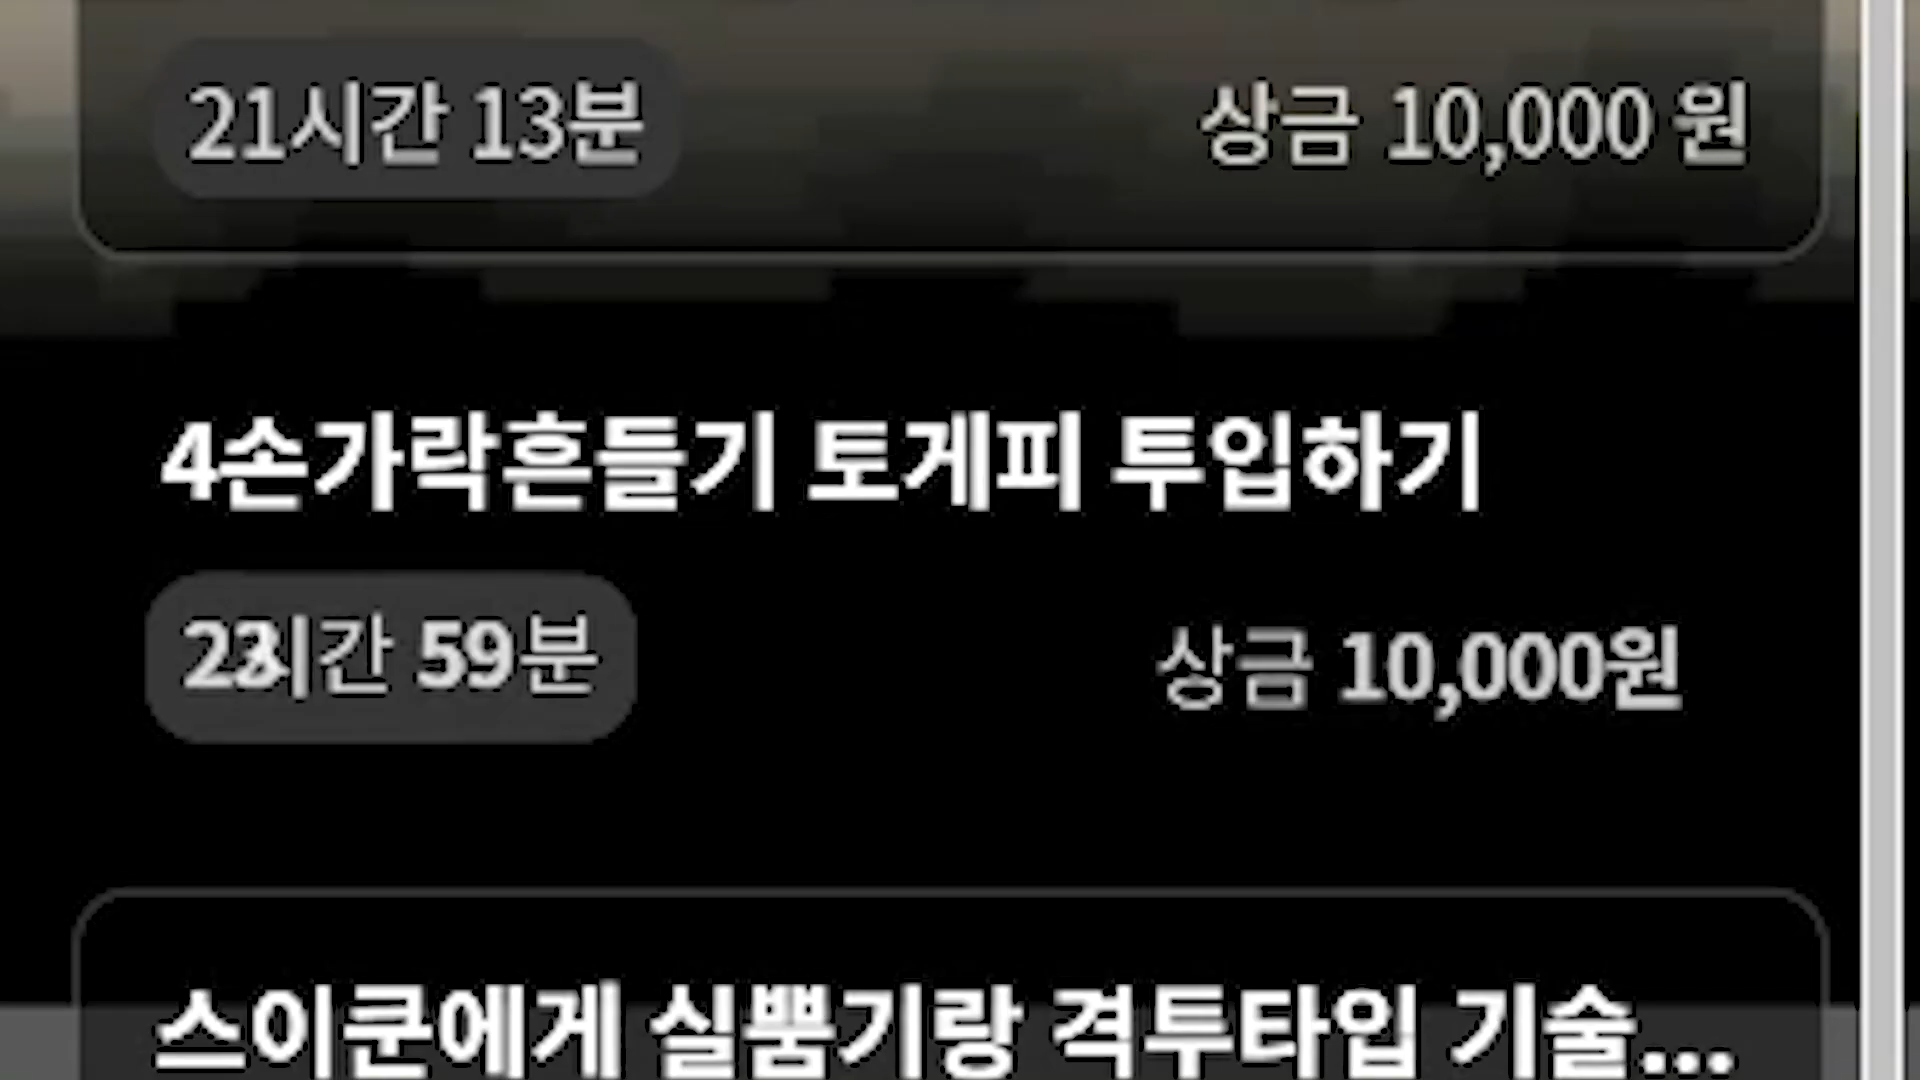 21시간 13분
상금 10,000 원
4손가락흔들기 토게피 투입하기
23시간 59분
상금 10,000원
스이쿤에게 실뿜기랑 격투타입 기술...